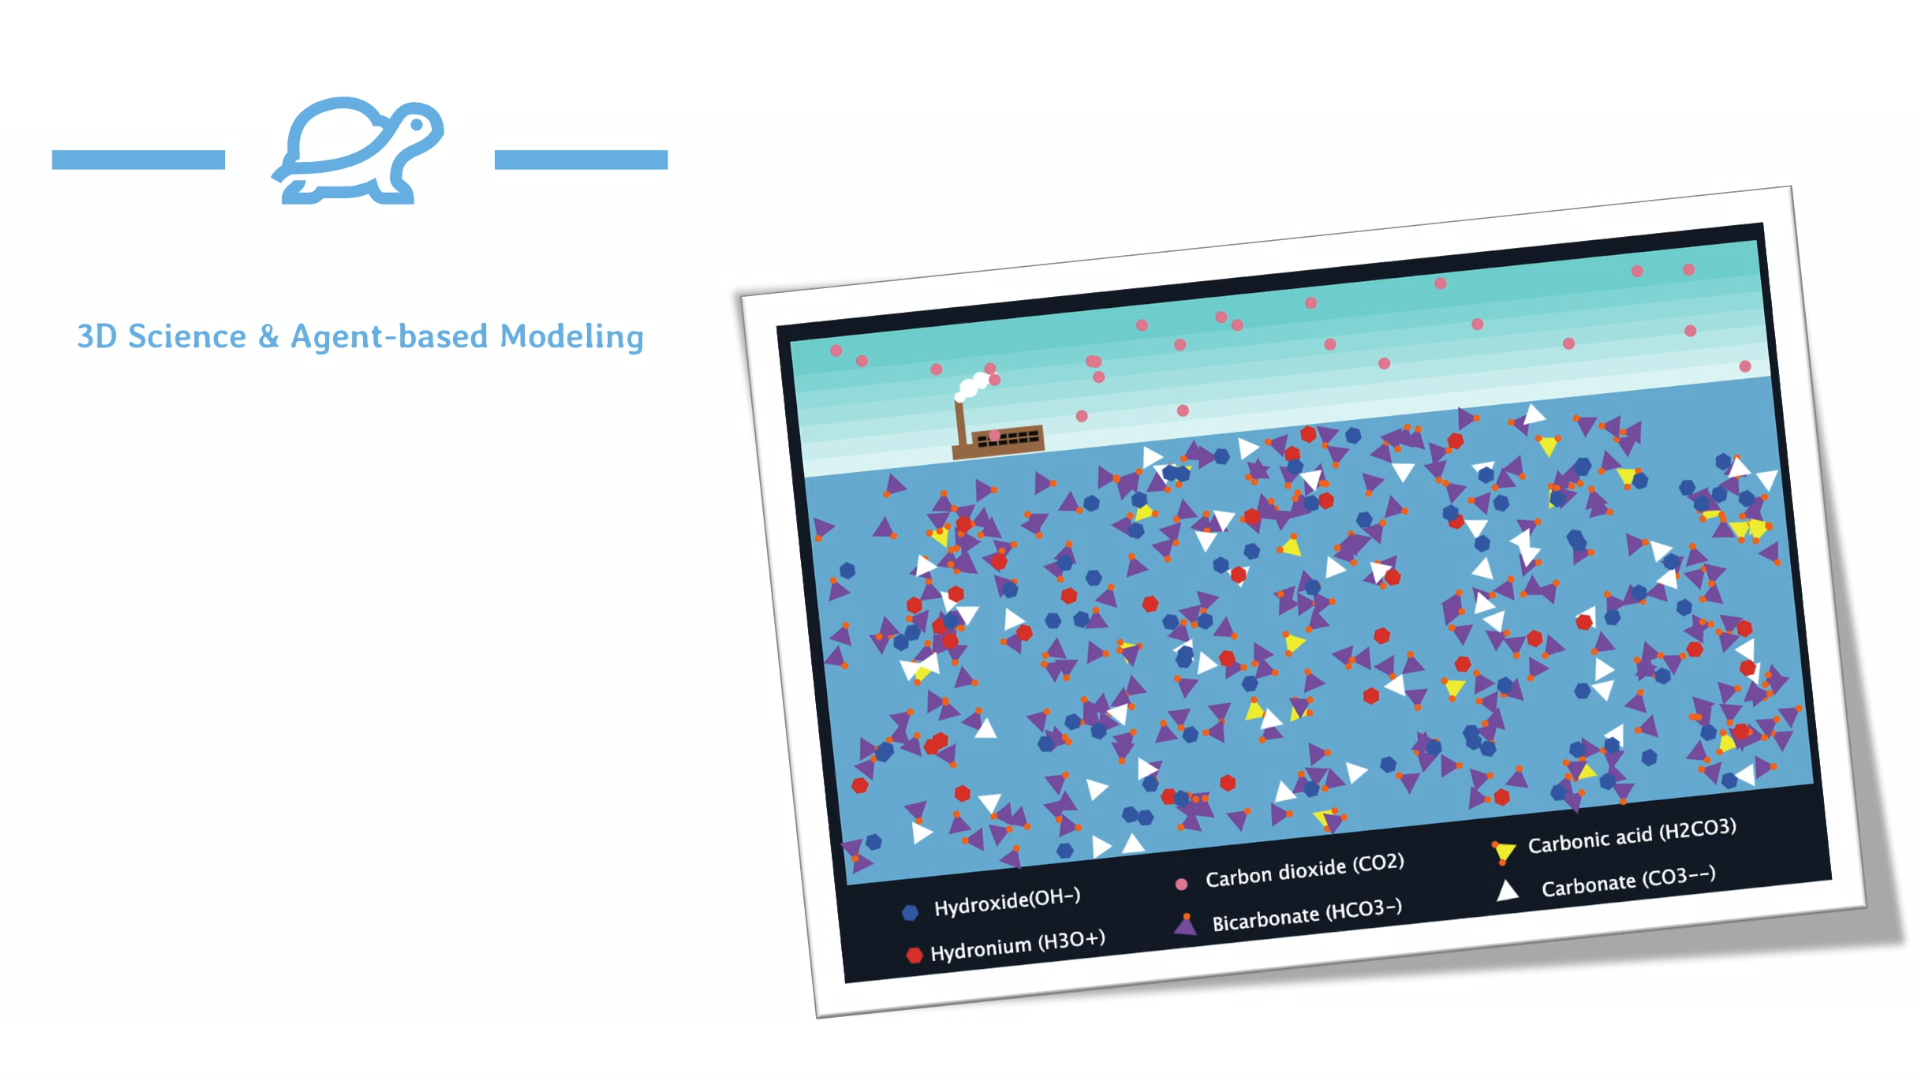 3D Science & Agent-based Modeling
Hydroxide(OH-)
Hydronium (H3O+)
Carbon dioxide (CO2)
Bicarbonate (HCO3-)
Carbonic acid (H2CO3)
Carbonate (CO3--)